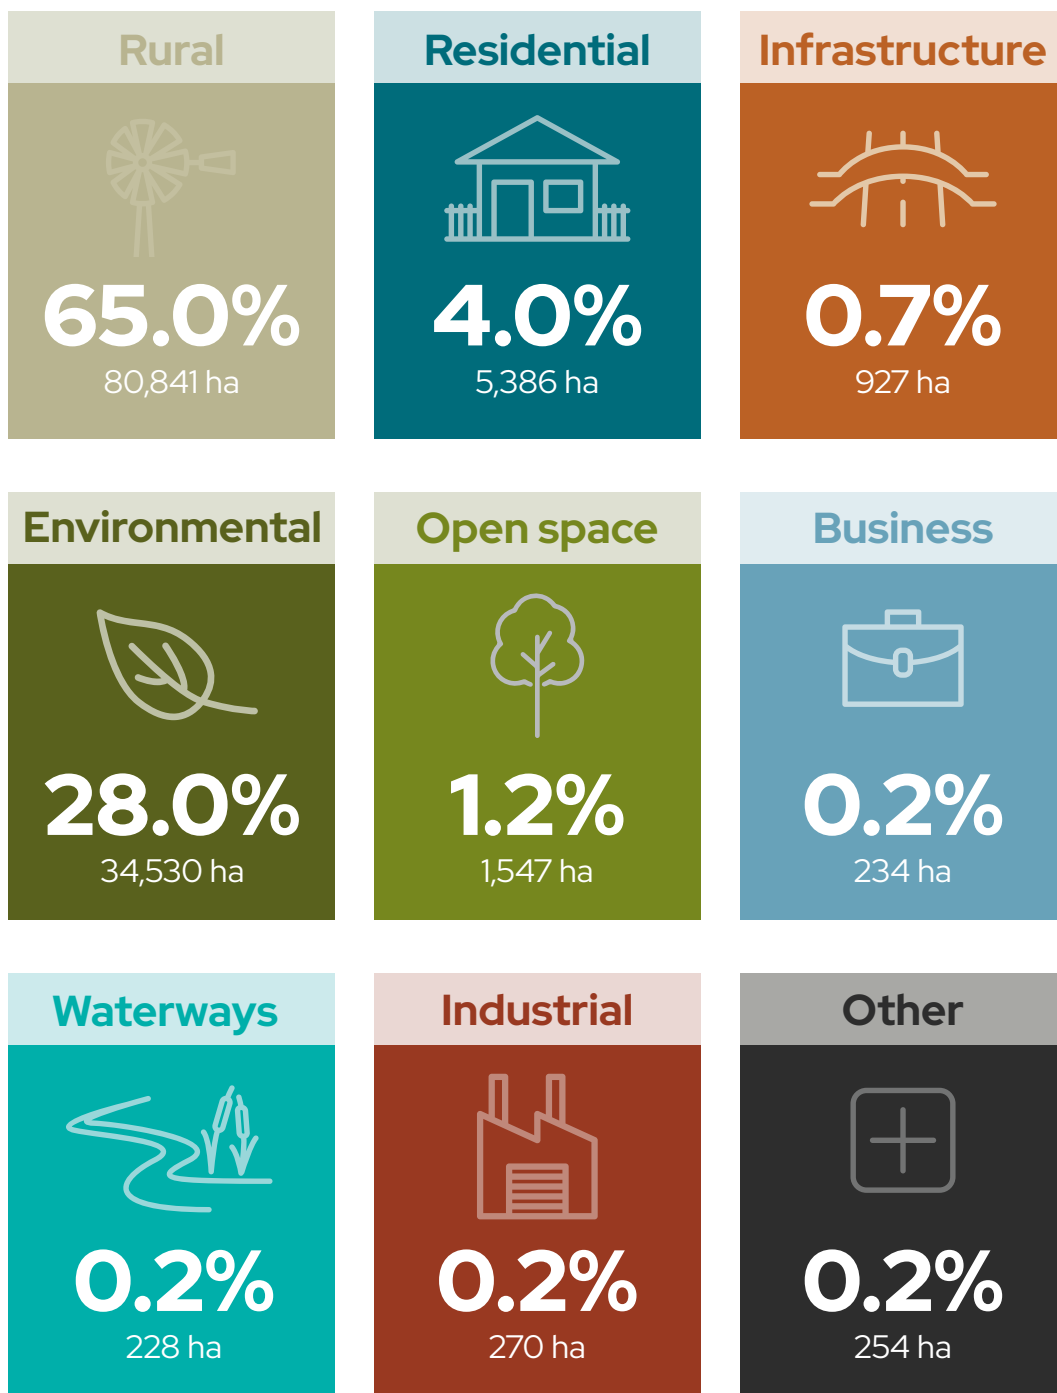 Rural
65.0%
80,841 ha
Residential
4.0%
5,386 ha
Infrastructure
0.7%
927 ha
Environmental
28.0%
34,530 ha
Open space
1.2%
1,547 ha
Business
0.2%
234 ha
Waterways
0.2%
228 ha
Industrial
0.2%
270 ha
Other
0.2%
254 ha